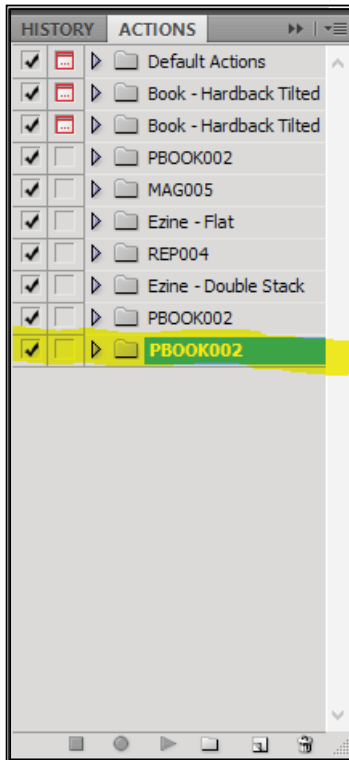 HISTORY ACTIONS
Default Actions
Book - Hardback Tilted
Book - Hardback Tilted
PBOOK002
MAG005
Ezine - Flat
REP004
Ezine - Double Stack
PBOOK002
PBOOK002